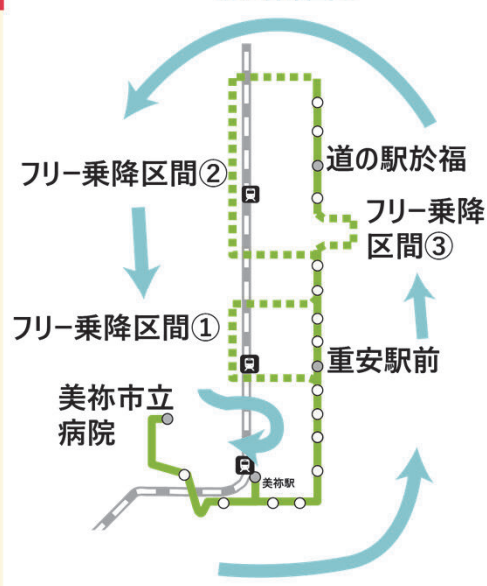 道の駅於福
フリー乗降区間②
フリー乗降
区間③
フリー乗降区間①
重安駅前
美祢市立
病院
美祢駅